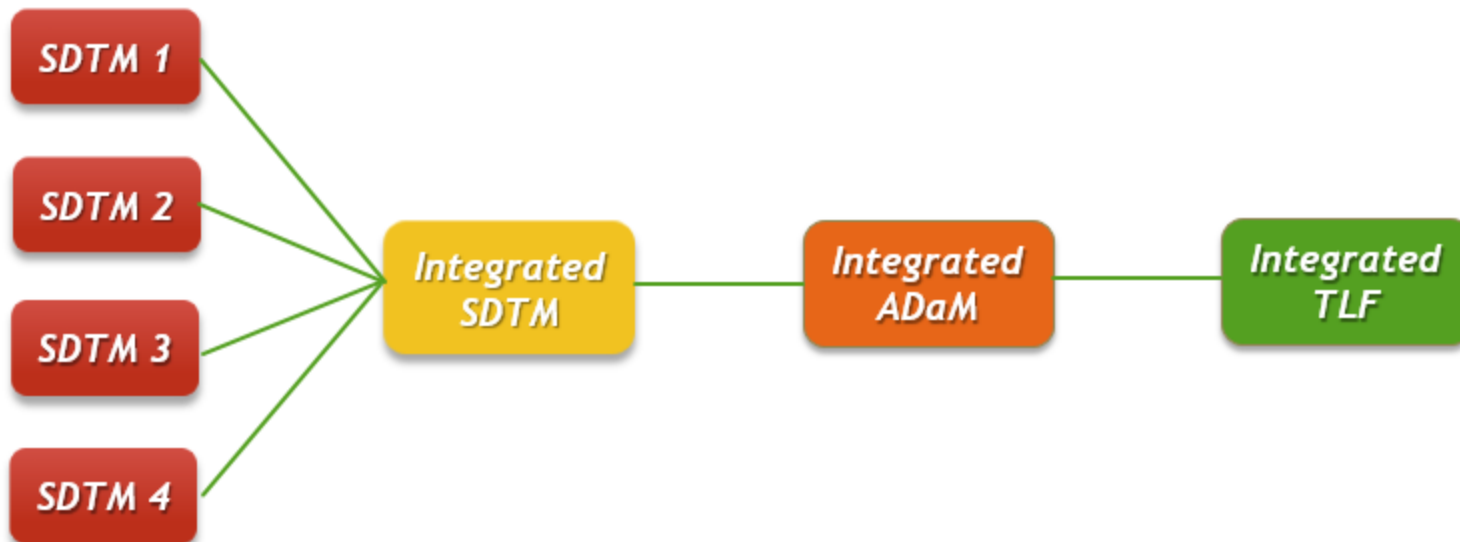 SDTM 1
SDTM 2
SDTM 3
SDTM 4
Integrated
SDTM
Integrated
ADaM
Integrated
TLF